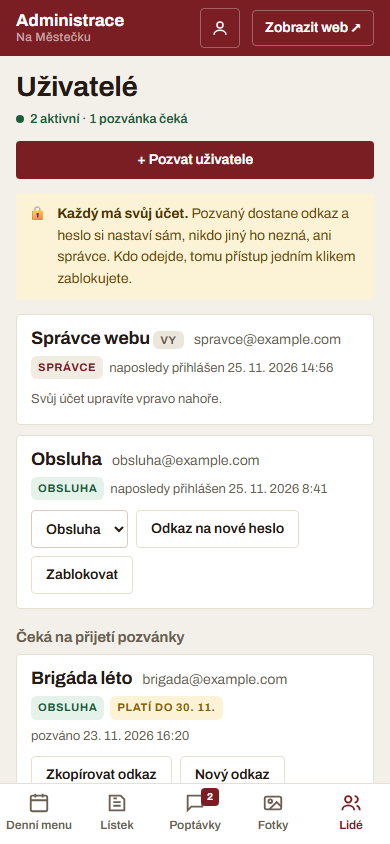 Administrace
Na Městečku
Zobrazit web ↗
Uživatelé
2 aktivní · 1 pozvánka čeká
+ Pozvat uživatele
Každý má svůj účet. Pozvaný dostane odkaz a
heslo si nastaví sám, nikdo jiný ho nezná, ani
správce. Kdo odejde, tomu přístup jedním klikem
zablokujete.
Správce webu VY spravce@example.com
SPRÁVCE naposledy přihlášen 25. 11. 2026 14:56
Svůj účet upravíte vpravo nahoře.
Obsluha obsluha@example.com
OBSLUHA naposledy přihlášen 25. 11. 2026 8:41
Obsluha Odkaz na nové heslo
Zablokovat
Čeká na přijetí pozvánky
Brigáda léto brigada@example.com
OBSLUHA PLATÍ DO 30. 11.
pozváno 23. 11. 2026 16:20
Zkopírovat odkaz Nový odkaz
2
Denní menu Lístek Poptávky Fotky Lidé